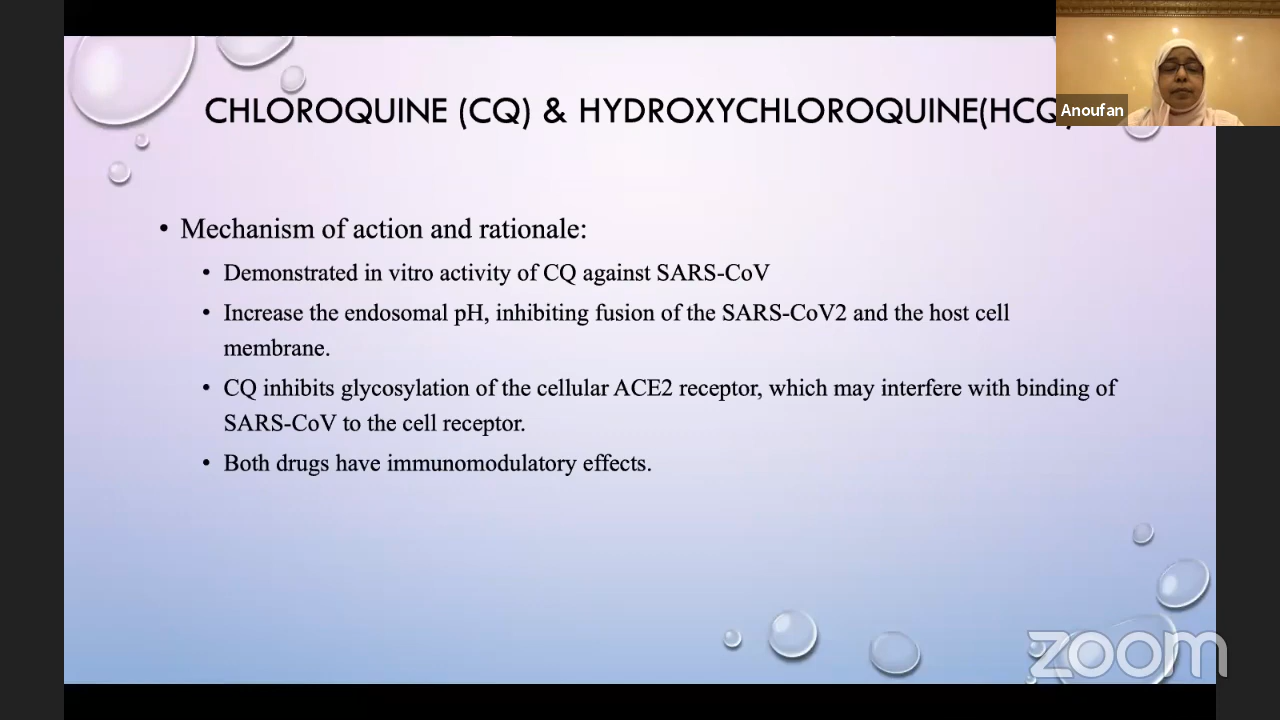 CHLOROQUINE (CQ) & HYDROXYCHLOROQUINE(HCQ)
Anoufan
• Mechanism of action and rationale:
• Demonstrated in vitro activity of CQ against SARS-CoV
• Increase the endosomal pH, inhibiting fusion of the SARS-CoV2 and the host cell
membrane.
• CQ inhibits glycosylation of the cellular ACE2 receptor, which may interfere with binding of
SARS-CoV to the cell receptor.
• Both drugs have immunomodulatory effects.
zoom